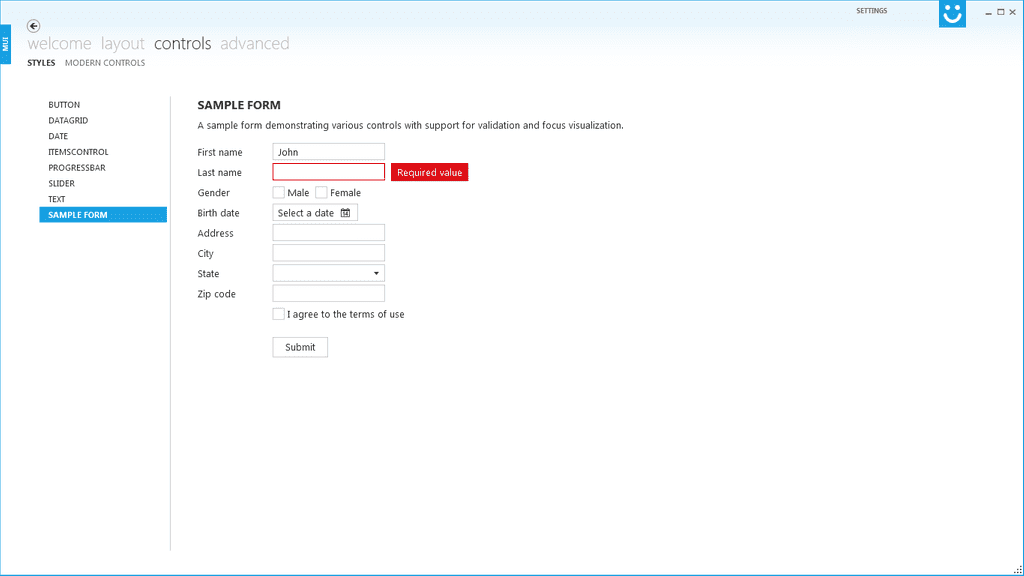 SETTINGS
MUI
welcome layout controls advanced
STYLES MODERN CONTROLS
BUTTON
DATAGRID
DATE
ITEMSCONTROL
PROGRESSBAR
SLIDER
TEXT
SAMPLE FORM
SAMPLE FORM
A sample form demonstrating various controls with support for validation and focus visualization.
First name John
Last name Required value
Gender Male Female
Birth date Select a date 14
Address
City
State
Zip code
I agree to the terms of use
Submit